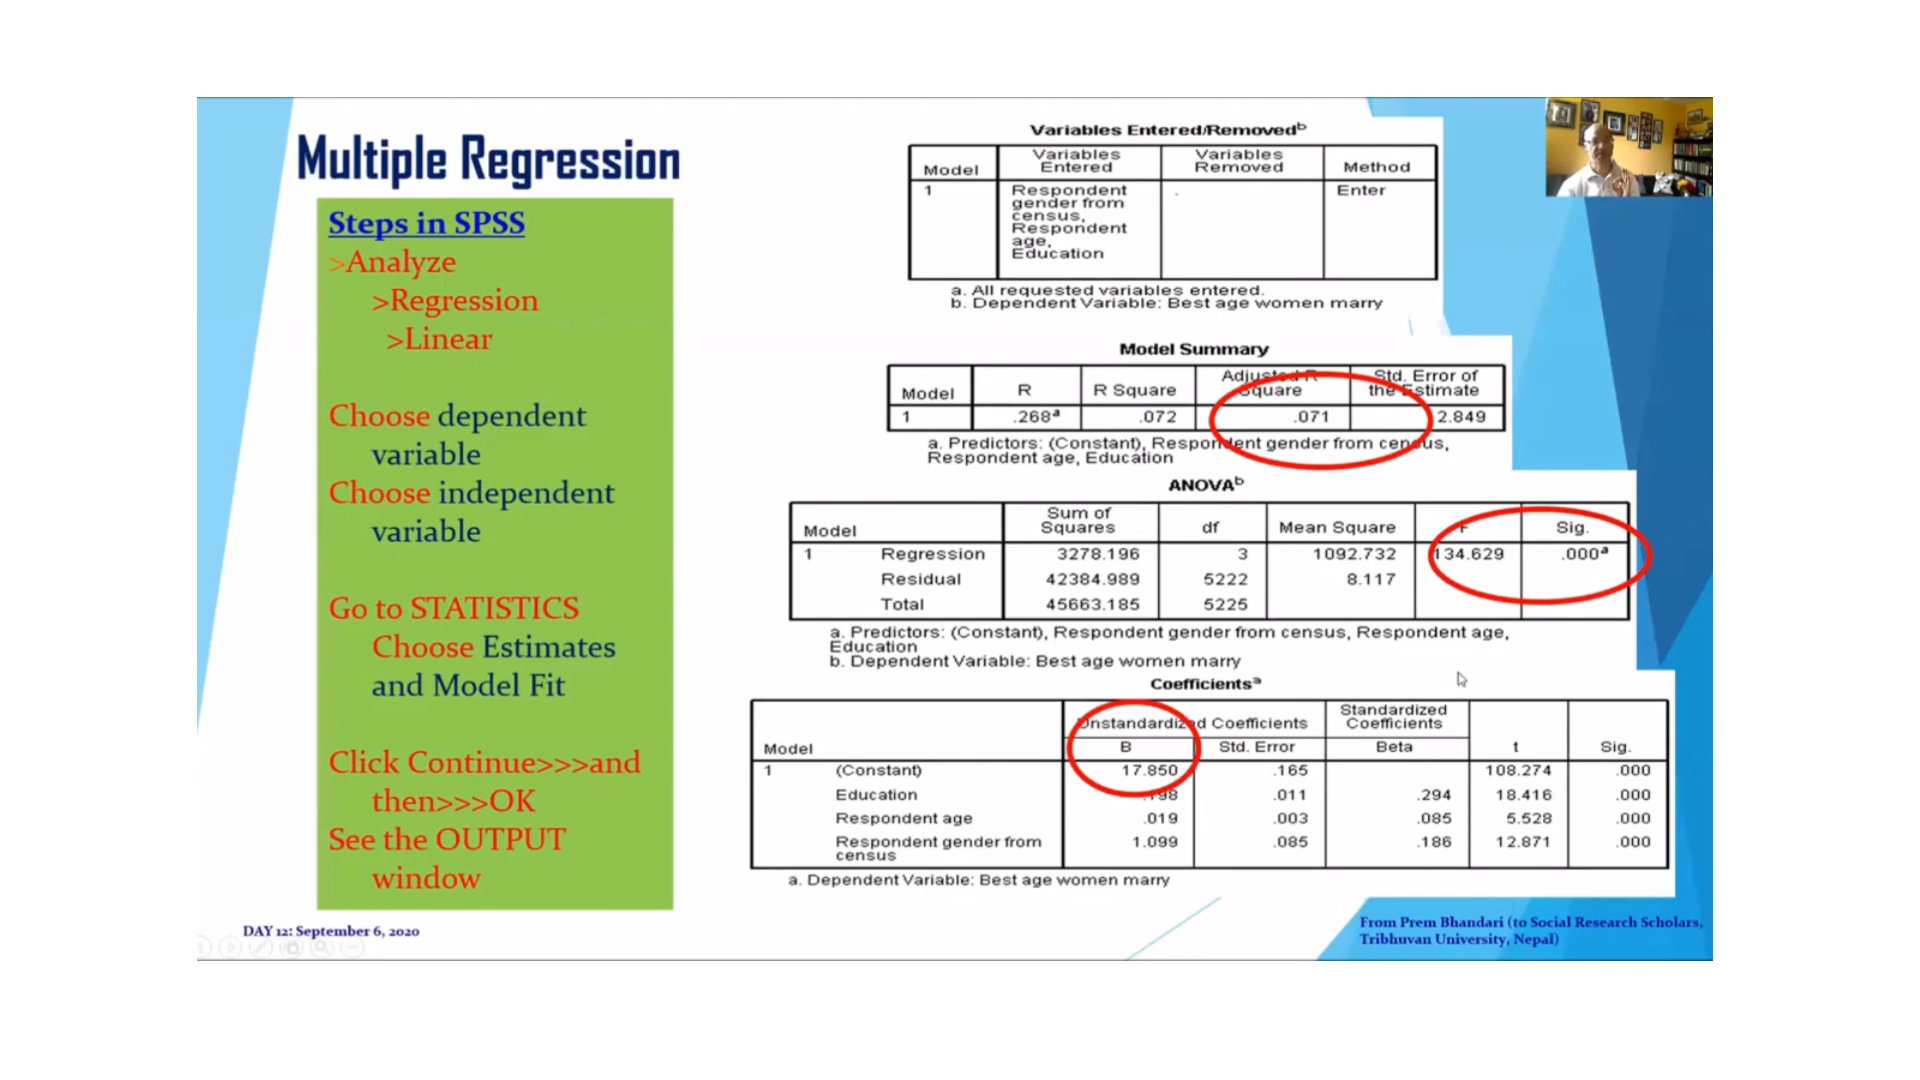 Multiple Regression
Steps in SPSS
>Analyze
>Regression
>Linear
Choose dependent
variable
Choose independent
variable
Go to STATISTICS
Choose Estimates
and Model Fit
Click Continue>>>and
then>>>OK
See the OUTPUT
window
DAY 12: September 6, 2020
Variables Entered/Removedb
Model Variables Entered Variables Removed Method
1 Respondent . Enter
gender from
census,
Respondent
age,
Education
a. All requested variables entered.
b. Dependent Variable: Best age women marry
Model Summary
Model R R Square Adjusted R Square Std. Error of the Estimate
1 .268a .072 .071 2.849
a. Predictors: (Constant), Respondent gender from census,
Respondent age, Education
ANOVAb
Model Sum of Squares df Mean Square F Sig.
1 Regression 3278.196 3 1092.732 134.629 .000a
Residual 42384.989 5222 8.117
Total 45663.185 5225
a. Predictors: (Constant), Respondent gender from census, Respondent age,
Education
b. Dependent Variable: Best age women marry
Coefficientsa
Unstandardized Coefficients Standardized Coefficients
Model B Std. Error Beta t Sig.
1 (Constant) 17.850 .165 108.274 .000
Education .198 .011 .294 18.416 .000
Respondent age .019 .003 .085 5.528 .000
Respondent gender from census 1.099 .085 .186 12.871 .000
a. Dependent Variable: Best age women marry
From Prem Bhandari (to Social Research Scholars,
Tribhuvan University, Nepal)